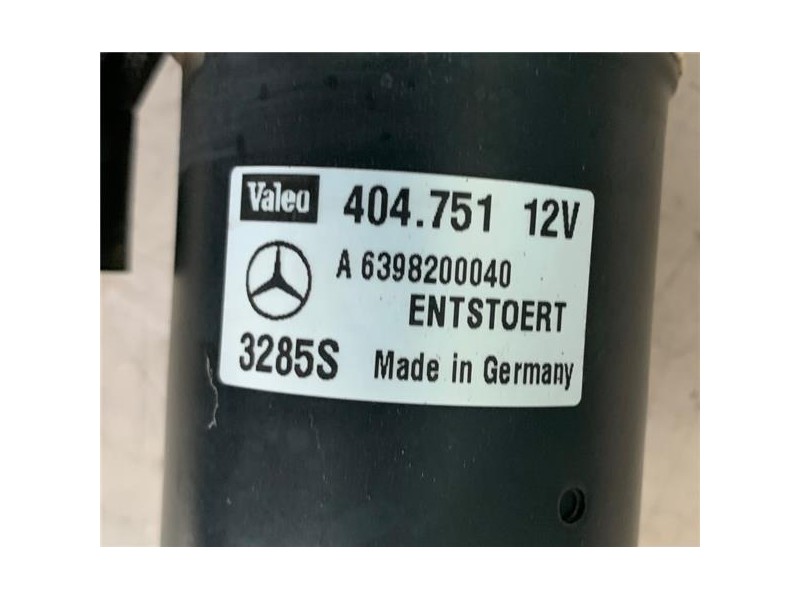 Valeo 404.751 12V
A 6398200040
ENTSTOERT
3285S Made in Germany